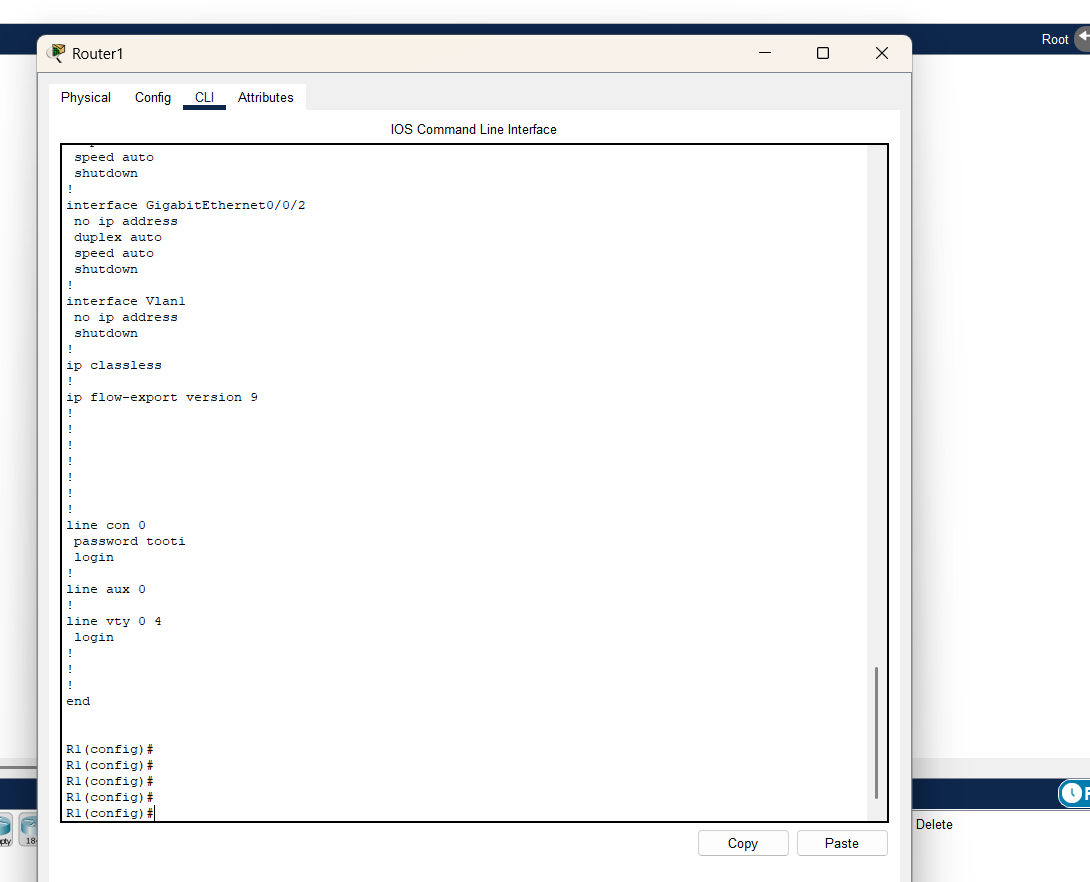 Root
Router1
Physical Config CLI Attributes
IOS Command Line Interface
speed auto
shutdown
!
interface GigabitEthernet0/0/2
no ip address
duplex auto
speed auto
shutdown
!
interface Vlan1
no ip address
shutdown
!
ip classless
!
ip flow-export version 9
!
!
!
!
!
!
!
line con 0
password tooti
login
!
line aux 0
!
line vty 0 4
login
!
!
!
end
R1(config)#
R1(config)#
R1(config)#
R1(config)#
R1(config)#
Copy Paste
Delete
18